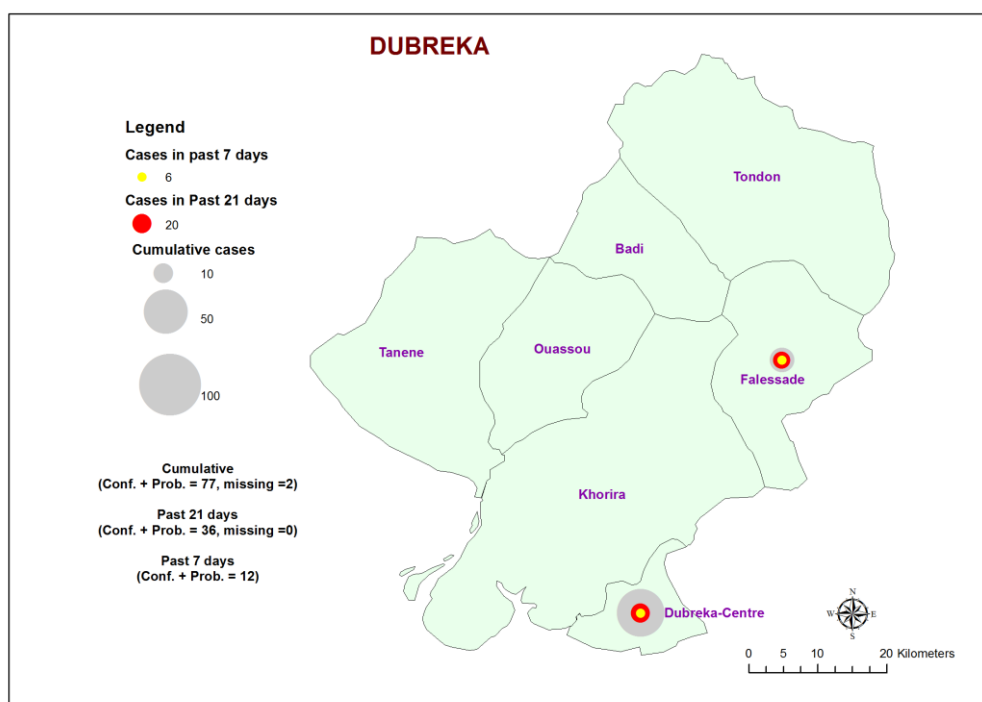 DUBREKA
Legend
Cases in past 7 days
6
Cases in Past 21 days
20
Cumulative cases
10
50
100
Cumulative
(Conf. + Prob. = 77, missing =2)
Past 21 days
(Conf. + Prob. = 36, missing =0)
Past 7 days
(Conf. + Prob. = 12)
Tondon
Badi
Tanene
Ouassou
Falessade
Khorira
Dubreka-Centre
N
W E
S
0 5 10 20 Kilometers